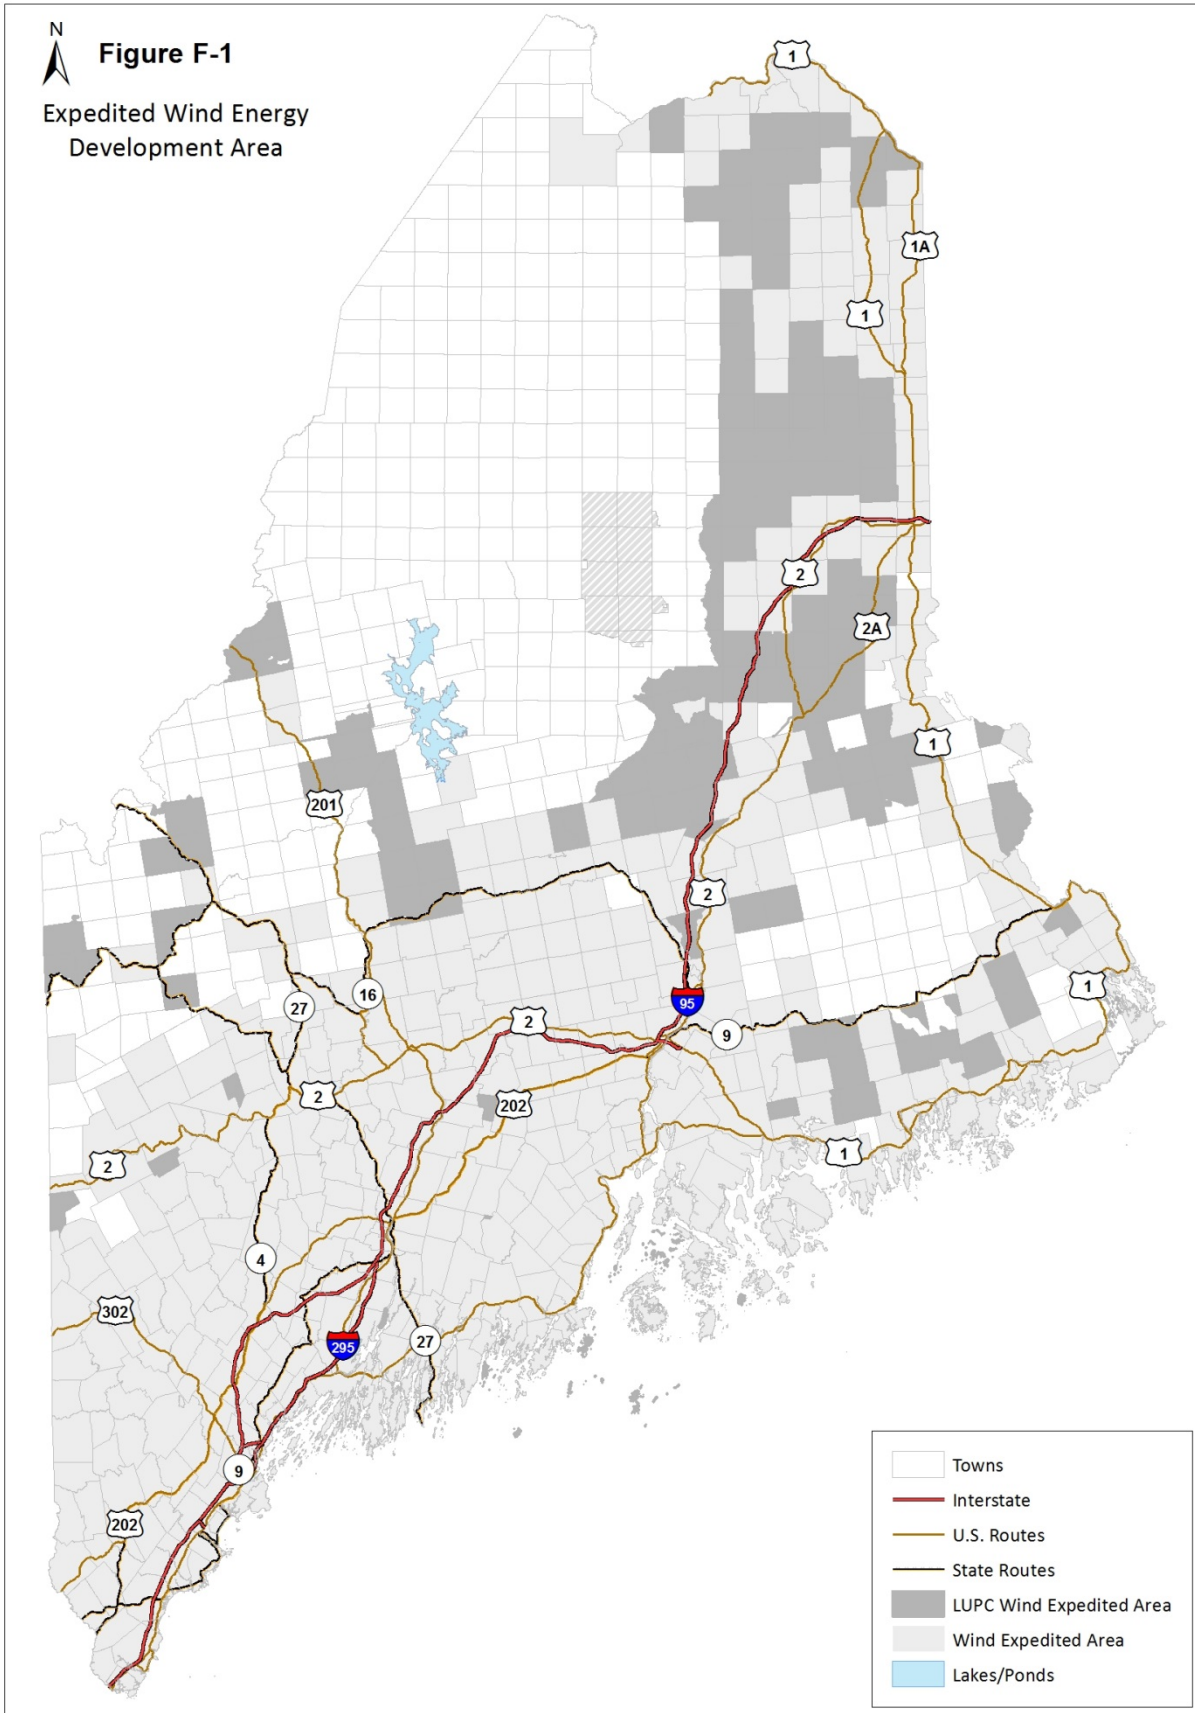 N
Figure F-1
Expedited Wind Energy
Development Area
1
1A
1
2
2A
1
201
2
27
16
95
1
2
9
2
202
2
1
4
302
27
295
9
202
Towns
Interstate
U.S. Routes
State Routes
LUPC Wind Expedited Area
Wind Expedited Area
Lakes/Ponds